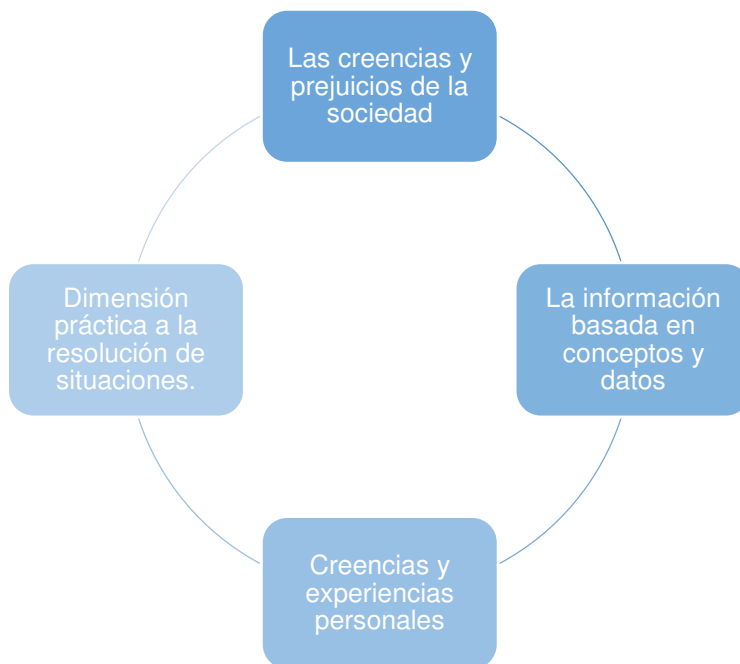 Las creencias y
prejuicios de la
sociedad
La información
basada en
conceptos y
datos
Creencias y
experiencias
personales
Dimensión
práctica a la
resolución de
situaciones.